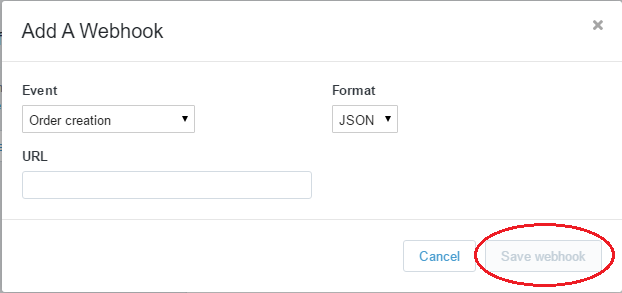 Add A Webhook
×
Event
Format
Order creation
JSON
URL
Cancel
Save webhook